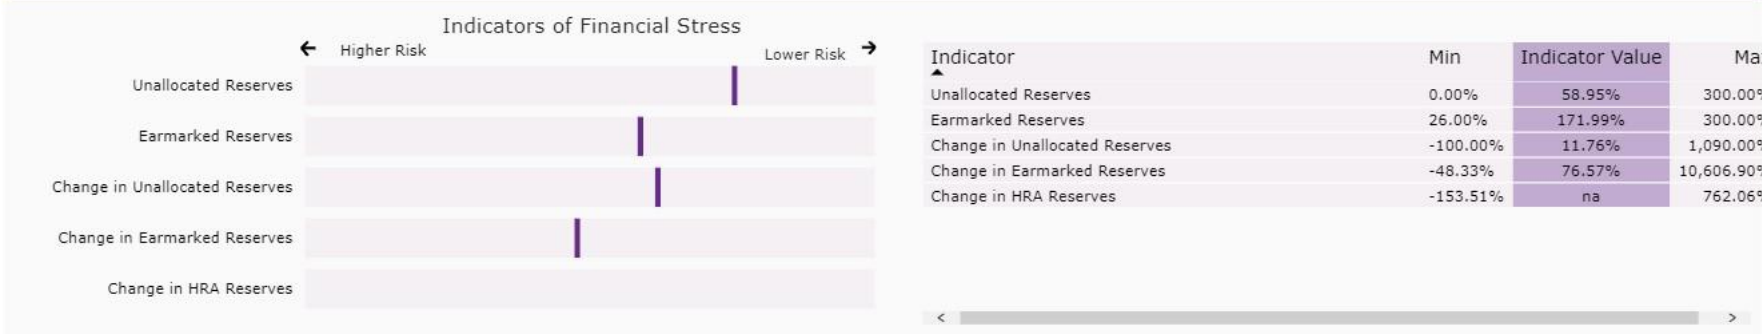 Indicators of Financial Stress
← Higher Risk Lower Risk →
Unallocated Reserves
Earmarked Reserves
Change in Unallocated Reserves
Change in Earmarked Reserves
Change in HRA Reserves
Indicator Min Indicator Value
Unallocated Reserves 0.00% 58.95% 300.00%
Earmarked Reserves 26.00% 171.99% 300.00%
Change in Unallocated Reserves -100.00% 11.76% 1,090.00%
Change in Earmarked Reserves -48.33% 76.57% 10,606.90%
Change in HRA Reserves -153.51% na 762.06%